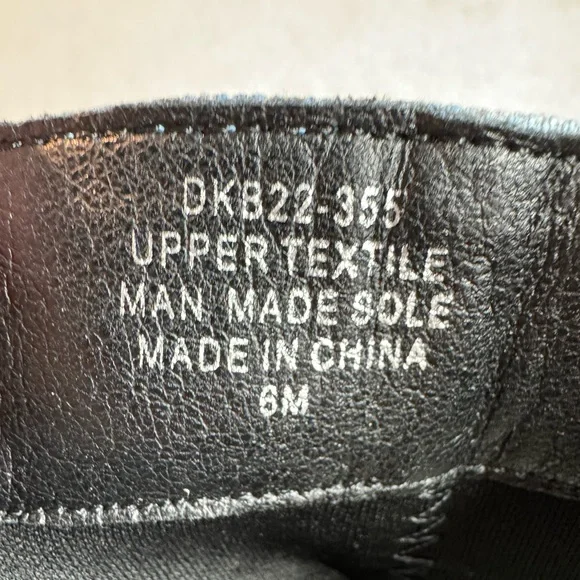 DKB22-355
UPPER TEXTILE
MAN MADE SOLE
MADE IN CHINA
6M